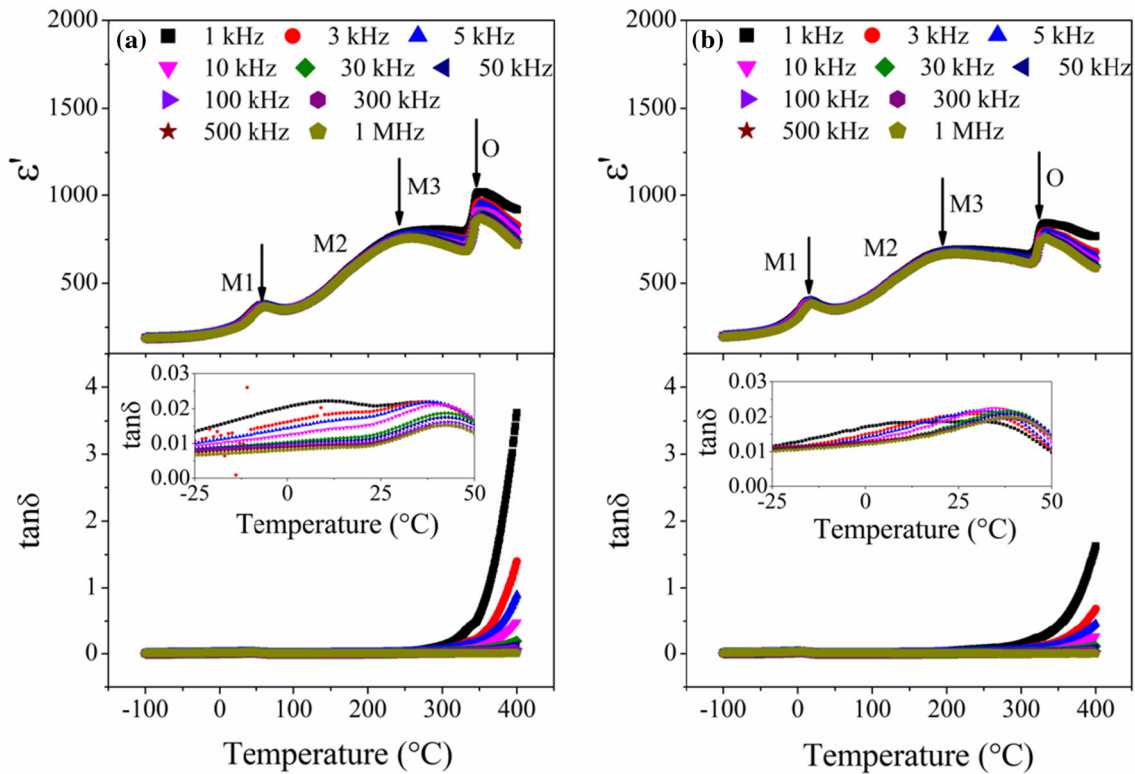 (a)
1 kHz 3 kHz 5 kHz
10 kHz 30 kHz 50 kHz
100 kHz 300 kHz
500 kHz 1 MHz
2000
1500
1000
500
ε'
M1
M2
M3
O
4
3
2
1
0
tanδ
0.03
0.02
0.01
0.00
tanδ
-25 0 25 50
Temperature (°C)
-100 0 100 200 300 400
Temperature (°C)
(b)
1 kHz 3 kHz 5 kHz
10 kHz 30 kHz 50 kHz
100 kHz 300 kHz
500 kHz 1 MHz
2000
1500
1000
500
ε'
M1
M2
M3
O
4
3
2
1
0
tanδ
0.03
0.02
0.01
0.00
tanδ
-25 0 25 50
Temperature (°C)
-100 0 100 200 300 400
Temperature (°C)